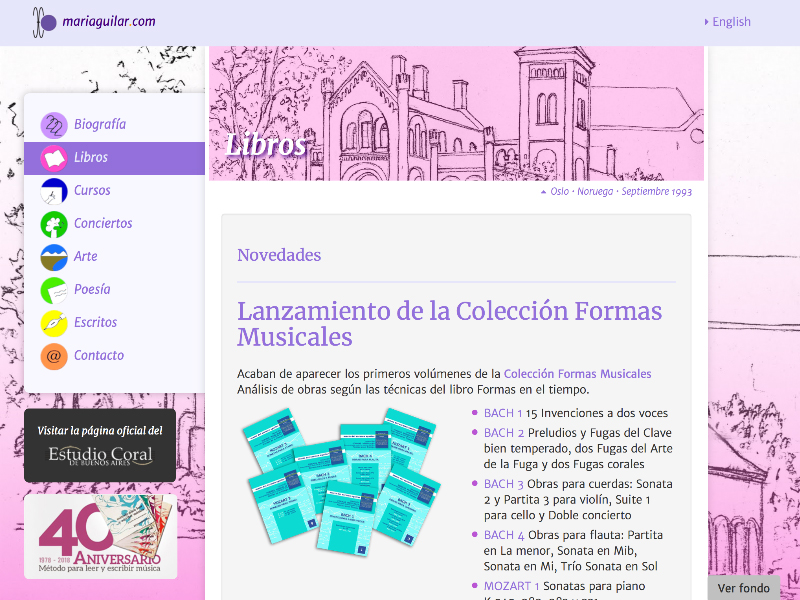 mariaguilar.com
English
Biografía
Libros
Cursos
Conciertos
Arte
Poesía
Escritos
Contacto
Visitar la página oficial del
Estudio Coral
DE BUENOS AIRES
40
1978 - 2018
ANIVERSARIO
Método para leer y escribir música
Libros
Oslo • Noruega • Septiembre 1993
Novedades
Lanzamiento de la Colección Formas
Musicales
Acaban de aparecer los primeros volúmenes de la Colección Formas Musicales
Análisis de obras según las técnicas del libro Formas en el tiempo.
BACH 1 15 Invenciones a dos voces
BACH 2 Preludios y Fugas del Clave
bien temperado, dos Fugas del Arte
de la Fuga y dos Fugas corales
BACH 3 Obras para cuerdas: Sonata
2 y Partita 3 para violín, Suite 1
para cello y Doble concierto
BACH 4 Obras para flauta: Partita
en La menor, Sonata en Mib,
Sonata en Mi, Trío Sonata en Sol
MOZART 1 Sonatas para piano
Ver fondo